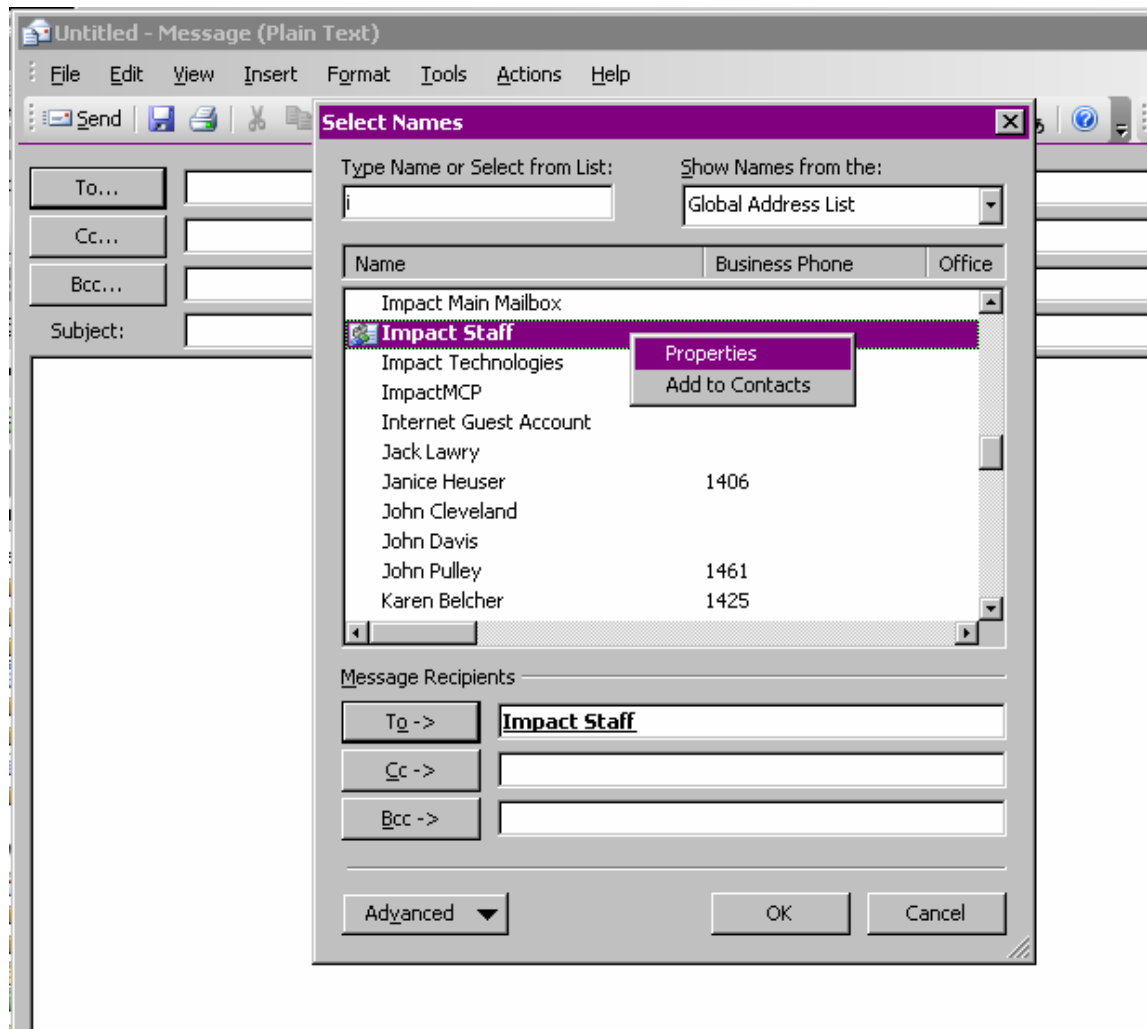 Untitled - Message (Plain Text)
File Edit View Insert Format Tools Actions Help
Send
Select Names
Type Name or Select from List: Show Names from the:
i Global Address List
To...
Cc...
Bcc...
Subject:
Name Business Phone Office
Impact Main Mailbox
Impact Staff
Properties
Impact Technologies
Add to Contacts
ImpactMCP
Internet Guest Account
Jack Lawry
Janice Heuser 1406
John Cleveland
John Davis
John Pulley 1461
Karen Belcher 1425
Message Recipients
To -> Impact Staff
Cc ->
Bcc ->
Advanced OK Cancel